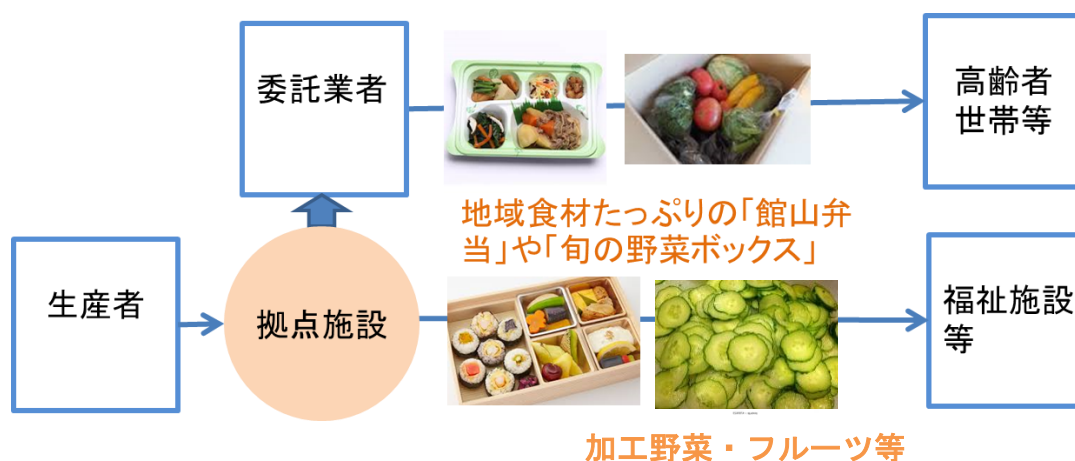 委託業者
高齢者
世帯等
地域食材たっぷりの「館山弁
当」や「旬の野菜ボックス」
生産者
拠点施設
福祉施設
等
加工野菜・フルーツ等